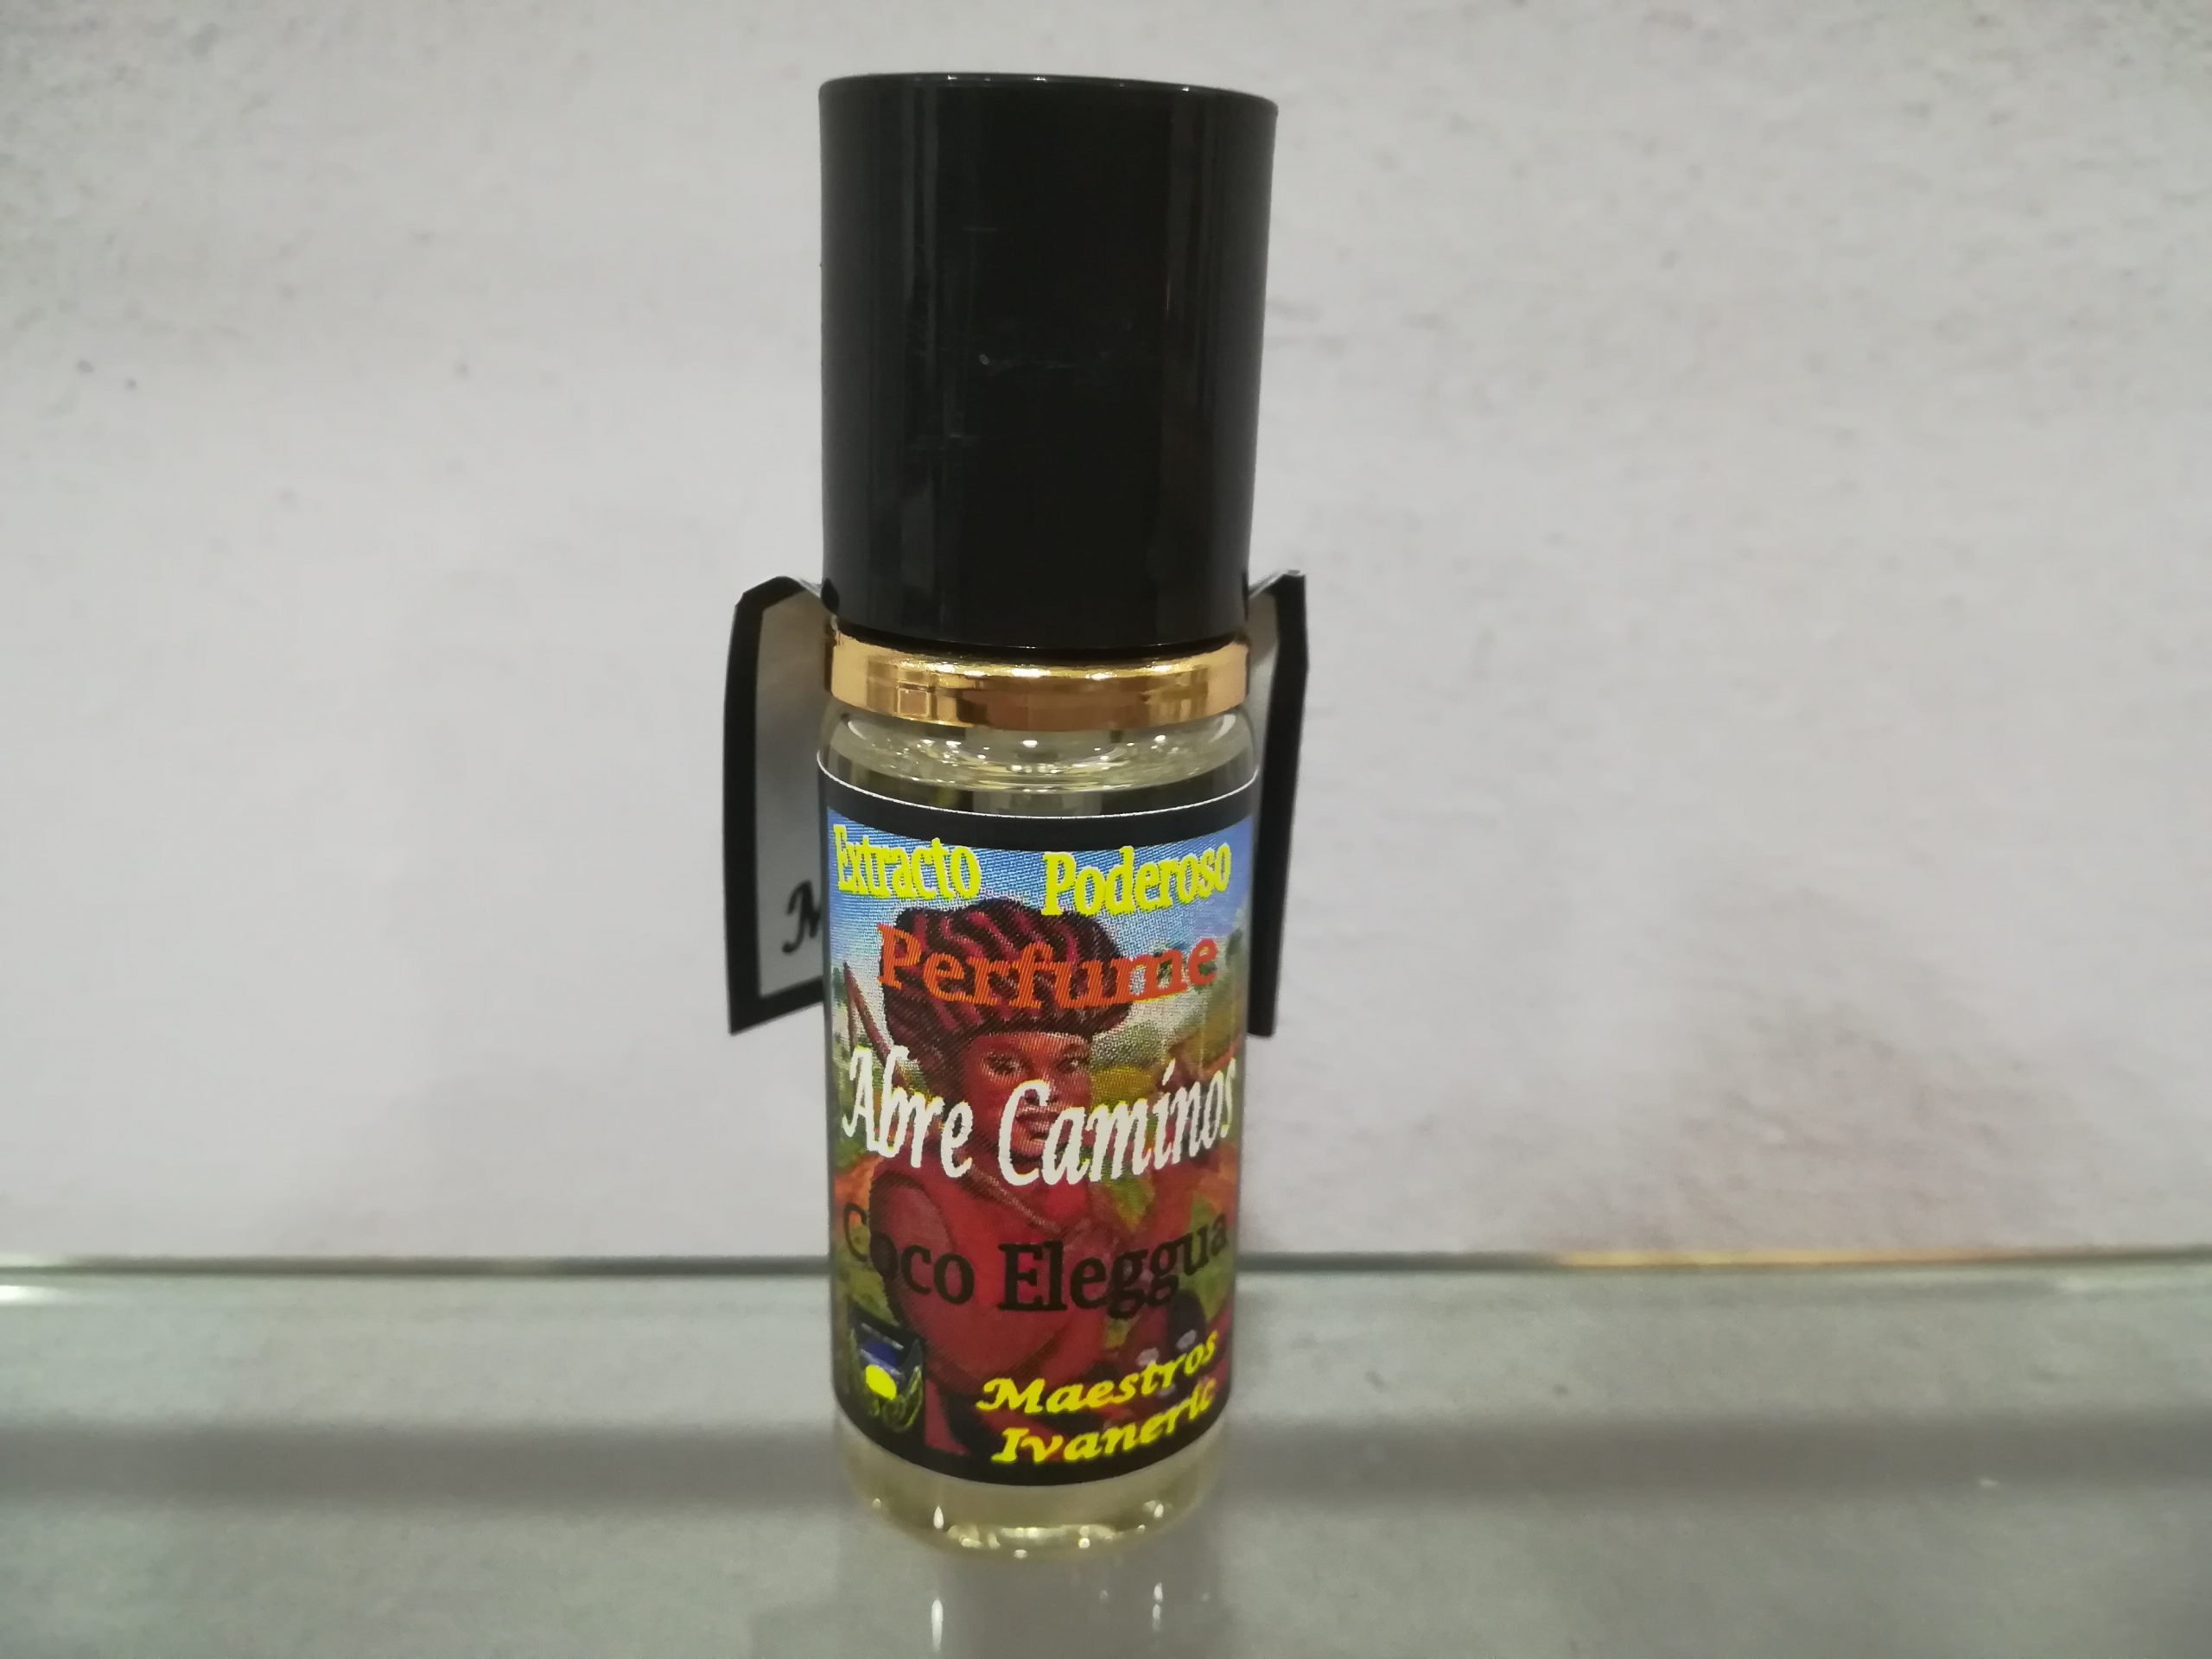 Extracto Poderoso
Perfume
Abre Caminos
Coco Eleggua
Maestros
Ivaneric